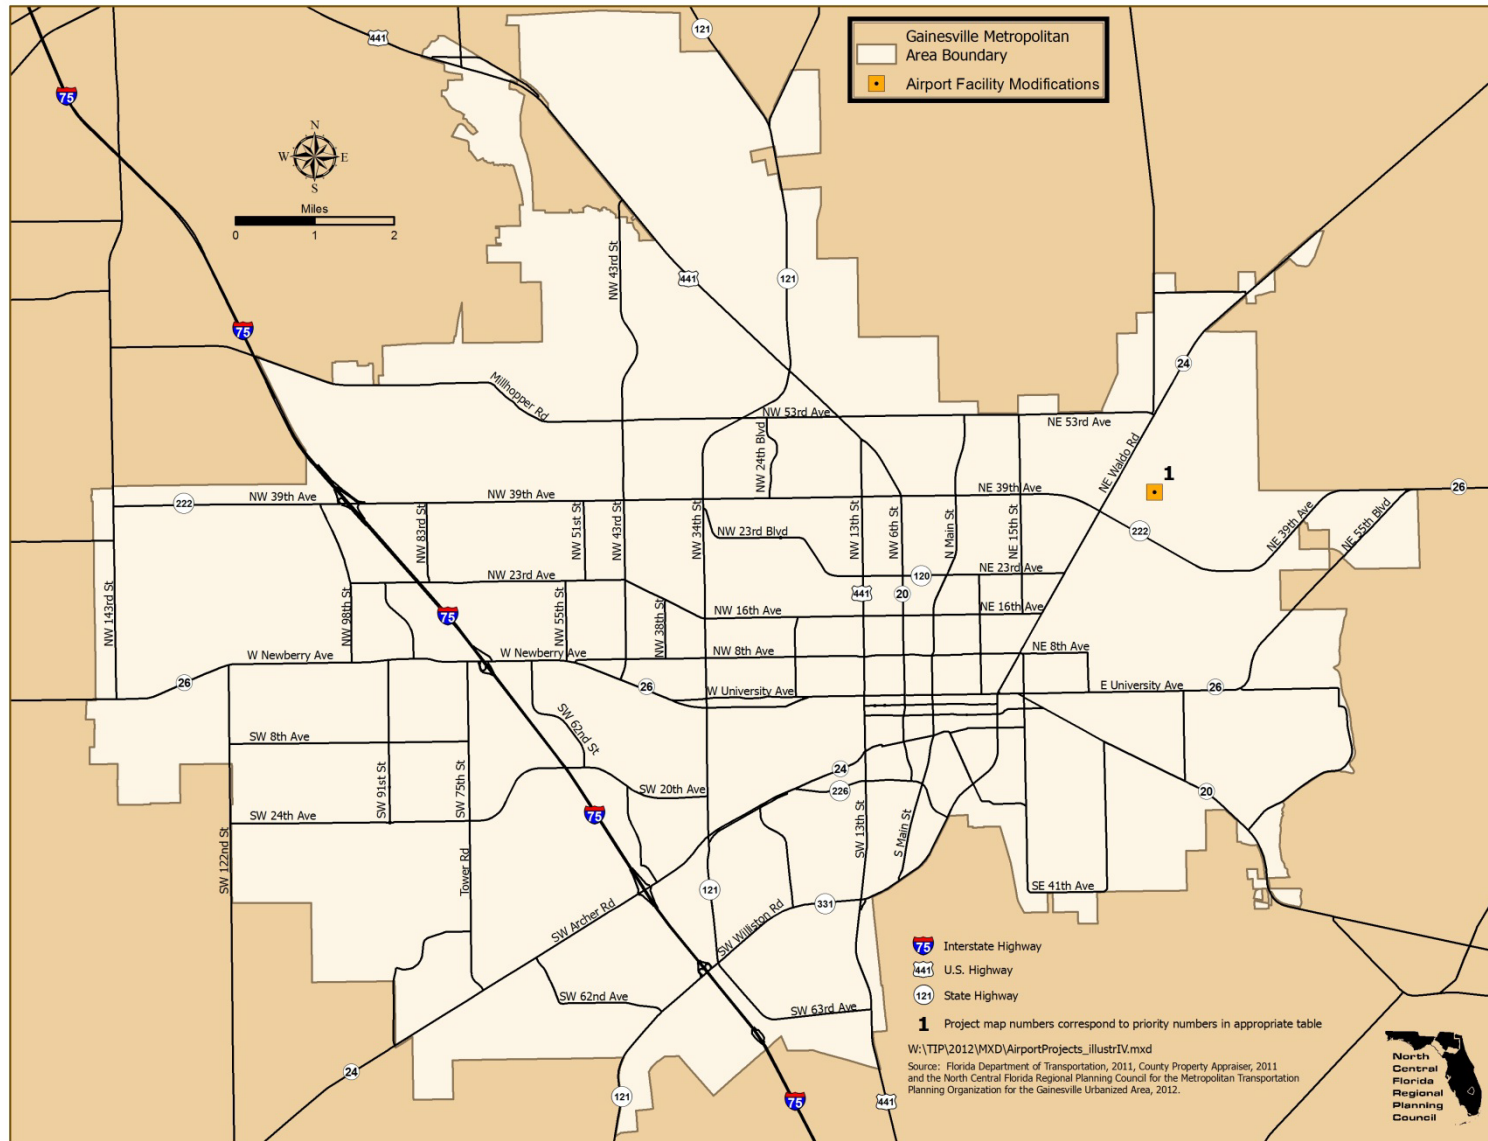 Gainesville Metropolitan
Area Boundary
Airport Facility Modifications
441
121
75
N
W
E
S
Miles
0
1
2
NW 43rd St
441
121
75
24
Millhopper Rd
NW 53rd Ave
NE 53rd Ave
NW 24th Blvd
NE Waldo Rd
1
26
222
NW 39th Ave
NW 39th Ave
NE 39th Ave
NW 83rd St
NW 51st St
NW 43rd St
NW 34th St
NW 23rd Blvd
NW 13th St
NW 6th St
N Main St
NE 15th St
222
NE 39th Ave
NE 55th Blvd
NW 143rd St
NW 98th St
NW 23rd Ave
120
NE 23rd Ave
75
NW 55th St
NW 38th St
441
20
NW 16th Ave
NE 16th Ave
W Newberry Ave
W Newberry Ave
NW 8th Ave
NE 8th Ave
26
26
W University Ave
E University Ave
26
SW 62nd St
SW 8th Ave
SW 91st St
SW 75th St
24
SW 20th Ave
226
20
SW 24th Ave
75
SW 13th St
S Main St
SW 122nd St
Tower Rd
121
SE 41th Ave
SW Archer Rd
SW Williston Rd
331
SW 62nd Ave
SW 63rd Ave
24
121
75
441
75 Interstate Highway
441 U.S. Highway
121 State Highway
1 Project map numbers correspond to priority numbers in appropriate table
W:\TIP\2012\MXD\AirportProjects_illustrIV.mxd
Source: Florida Department of Transportation, 2011, County Property Appraiser, 2011
and the North Central Florida Regional Planning Council for the Metropolitan Transportation
Planning Organization for the Gainesville Urbanized Area, 2012.
North
Central
Florida
Regional
Planning
Council